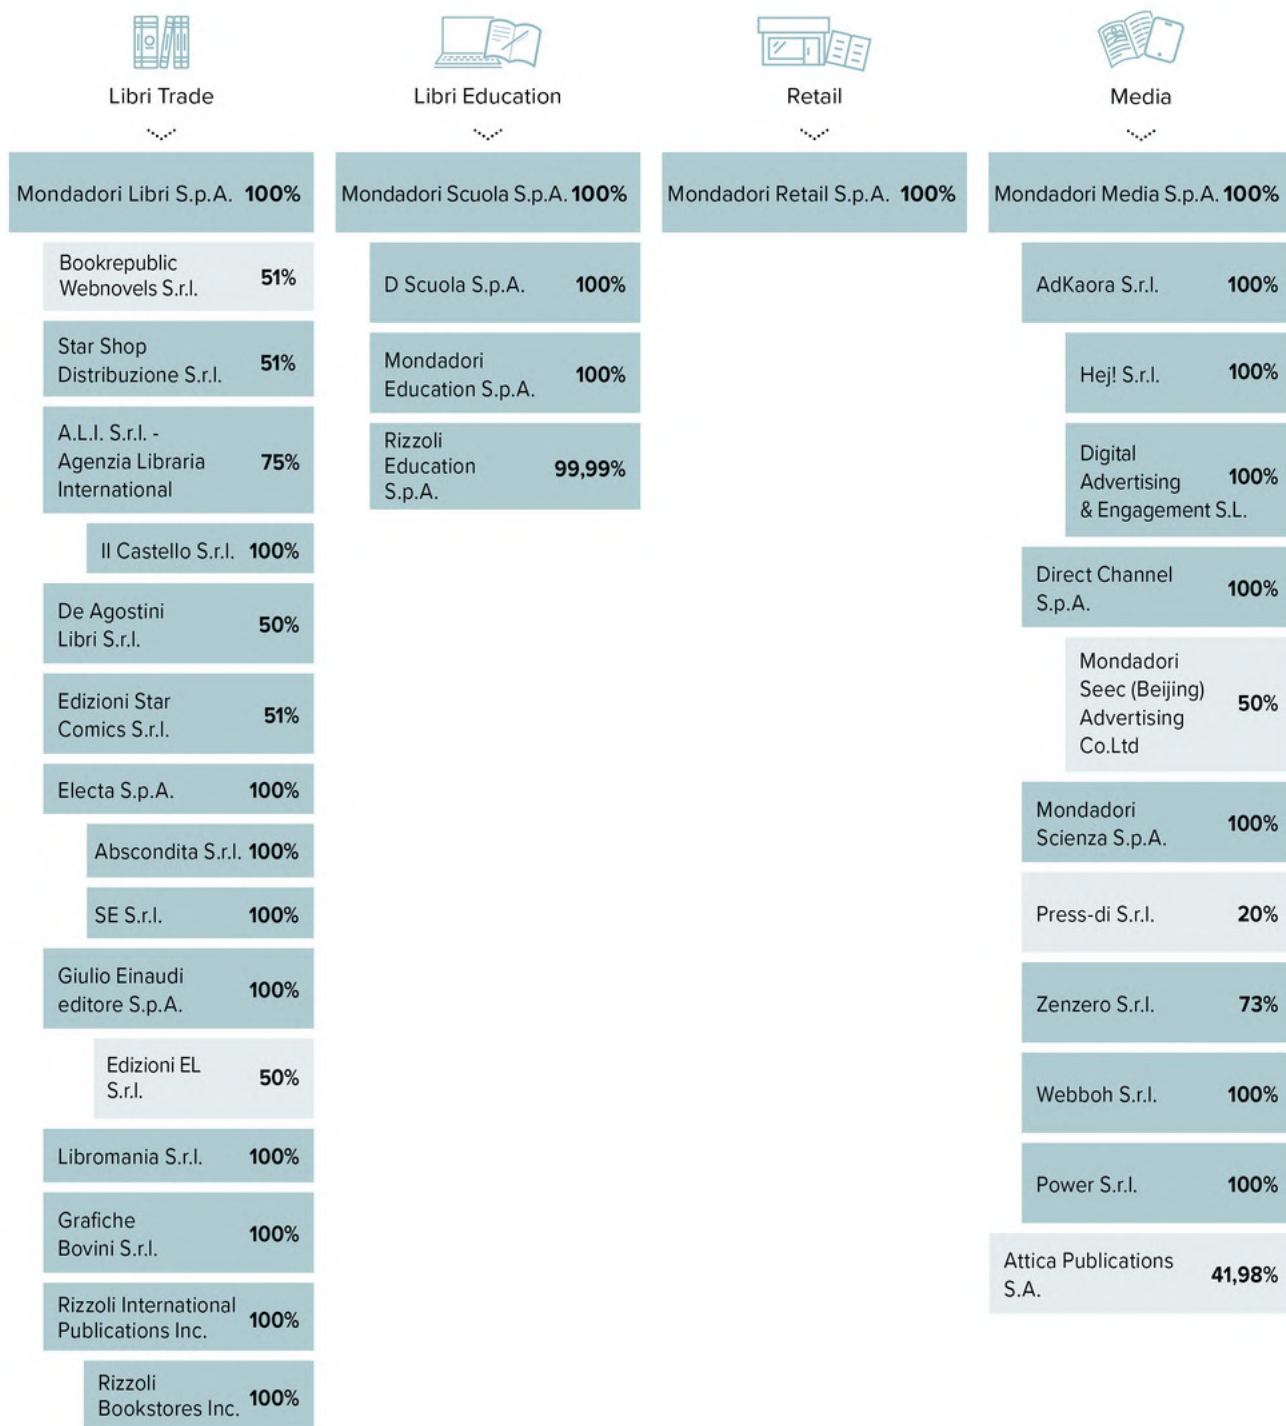 Libri Trade
Mondadori Libri S.p.A. 100%
Bookrepublic
Webnovels S.r.l.
51%
Star Shop
Distribuzione S.r.l.
51%
A.L.I. S.r.l. -
Agenzia Libraria
International
75%
Il Castello S.r.l. 100%
De Agostini
Libri S.r.l.
50%
Edizioni Star
Comics S.r.l.
51%
Electa S.p.A. 100%
Abscondita S.r.l. 100%
SE S.r.l. 100%
Giulio Einaudi
editore S.p.A.
100%
Edizioni EL
S.r.l.
50%
Libromania S.r.l. 100%
Grafiche
Bovini S.r.l.
100%
Rizzoli International
Publications Inc.
100%
Rizzoli
Bookstores Inc.
100%
Libri Education
Mondadori Scuola S.p.A. 100%
D Scuola S.p.A. 100%
Mondadori
Education S.p.A.
100%
Rizzoli
Education
S.p.A.
99,99%
Retail
Mondadori Retail S.p.A. 100%
Media
Mondadori Media S.p.A. 100%
AdKaora S.r.l. 100%
Hej! S.r.l. 100%
Digital
Advertising
& Engagement S.L.
100%
Direct Channel
S.p.A.
100%
Mondadori
Seec (Beijing)
Advertising
Co.Ltd
50%
Mondadori
Scienza S.p.A.
100%
Press-di S.r.l. 20%
Zenzero S.r.l. 73%
Webboh S.r.l. 100%
Power S.r.l. 100%
Attica Publications
S.A.
41,98%